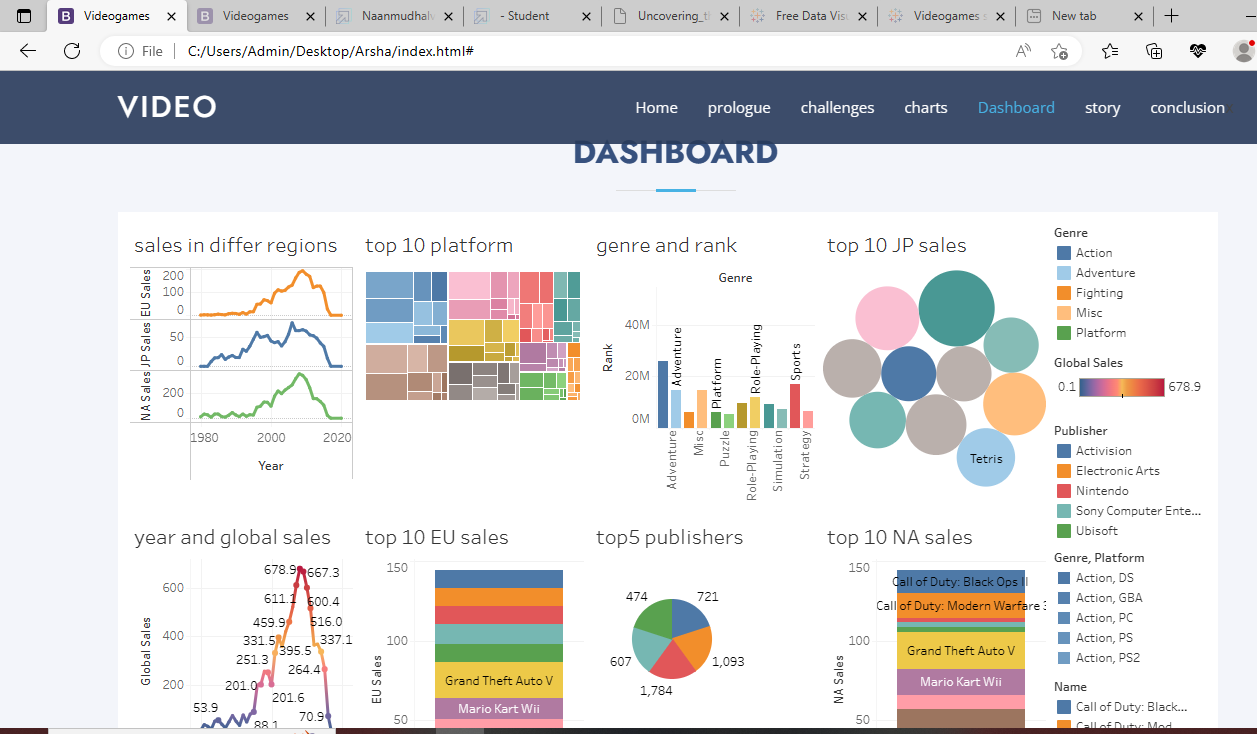 Videogames
Videogames
Naanmudhalv
- Student
Uncovering_th
Free Data Visu
Videogames s
New tab
File
C:/Users/Admin/Desktop/Arsha/index.html#
VIDEO
Home
prologue
challenges
charts
Dashboard
story
conclusion
DASHBOARD
sales in differ regions
EU Sales
200
100
0
JP Sales
50
0
NA Sales
200
0
1980
2000
2020
Year
top 10 platform
genre and rank
Genre
Rank
40M
20M
0M
Adventure
Platform
Role-Playing
Sports
Adventure
Misc
Puzzle
Role-Playing
Simulation
Strategy
top 10 JP sales
Tetris
Genre
Action
Adventure
Fighting
Misc
Platform
Global Sales
0.1
678.9
Publisher
Activision
Electronic Arts
Nintendo
Sony Computer Ente...
Ubisoft
Genre, Platform
Action, DS
Action, GBA
Action, PC
Action, PS
Action, PS2
Name
Call of Duty: Black...
Call of Duty: Mod...
year and global sales
Global Sales
600
400
200
678.9
667.3
611.1
600.4
459.9
516.0
331.5
395.5
337.1
251.3
264.4
201.0
201.6
53.9
88.1
70.9
top 10 EU sales
EU Sales
150
100
50
Grand Theft Auto V
Mario Kart Wii
top5 publishers
474
721
607
1,093
1,784
top 10 NA sales
NA Sales
150
100
50
Call of Duty: Black Ops II
Call of Duty: Modern Warfare 3
Grand Theft Auto V
Mario Kart Wii